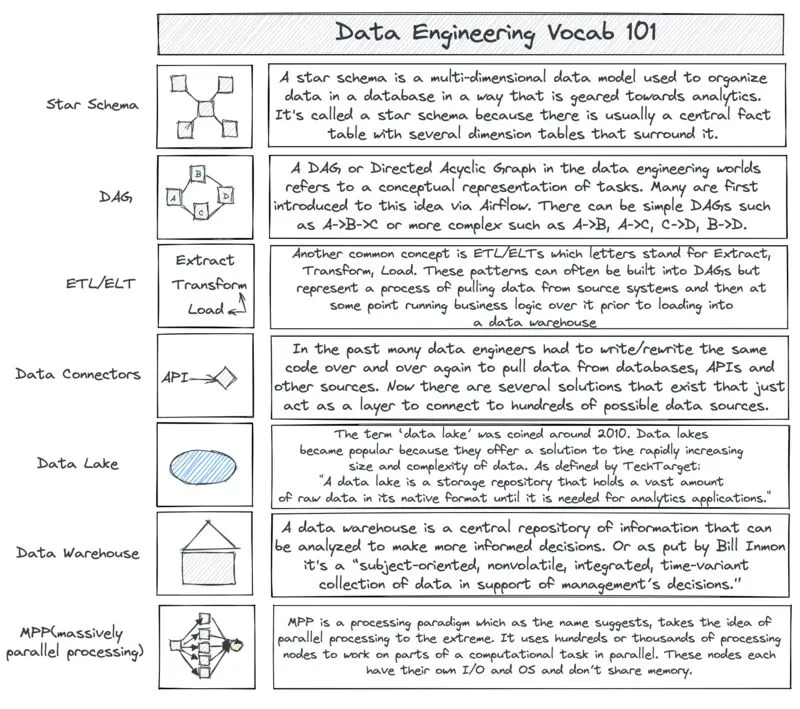 Data Engineering Vocab 101
Star Schema
A star schema is a multi-dimensional data model used to organize
data in a database in a way that is geared towards analytics.
It's called a star schema because there is usually a central fact
table with several dimension tables that surround it.
DAG
B
A
D
C
A DAG or Directed Acyclic Graph in the data engineering worlds
refers to a conceptual representation of tasks. Many are first
introduced to this idea via Airflow. There can be simple DAGs such
as A->B->C or more complex such as A->B, A->C, C->D, B->D.
ETL/ELT
Extract
Transform
Load
Another common concept is ETL/ELTs which letters stand for Extract,
Transform, Load. These patterns can often be built into DAGs but
represent a process of pulling data from source systems and then at
some point running business logic over it prior to loading into
a data warehouse
Data Connectors
API
In the past many data engineers had to write/rewrite the same
code over and over again to pull data from databases, APIs and
other sources. Now there are several solutions that exist that just
act as a layer to connect to hundreds of possible data sources.
Data Lake
The term 'data lake' was coined around 2010. Data lakes
became popular because they offer a solution to the rapidly increasing
size and complexity of data. As defined by TechTarget:
"A data lake is a storage repository that holds a vast amount
of raw data in its native format until it is needed for analytics applications."
Data Warehouse
A data warehouse is a central repository of information that can
be analyzed to make more informed decisions. Or as put by Bill Inmon
it's a "subject-oriented, nonvolatile, integrated, time-variant
collection of data in support of management's decisions."
MPP(massively
parallel processing)
MPP is a processing paradigm which as the name suggests, takes the idea of
parallel processing to the extreme. It uses hundreds or thousands of processing
nodes to work on parts of a computational task in parallel. These nodes each
have their own I/O and OS and don't share memory.